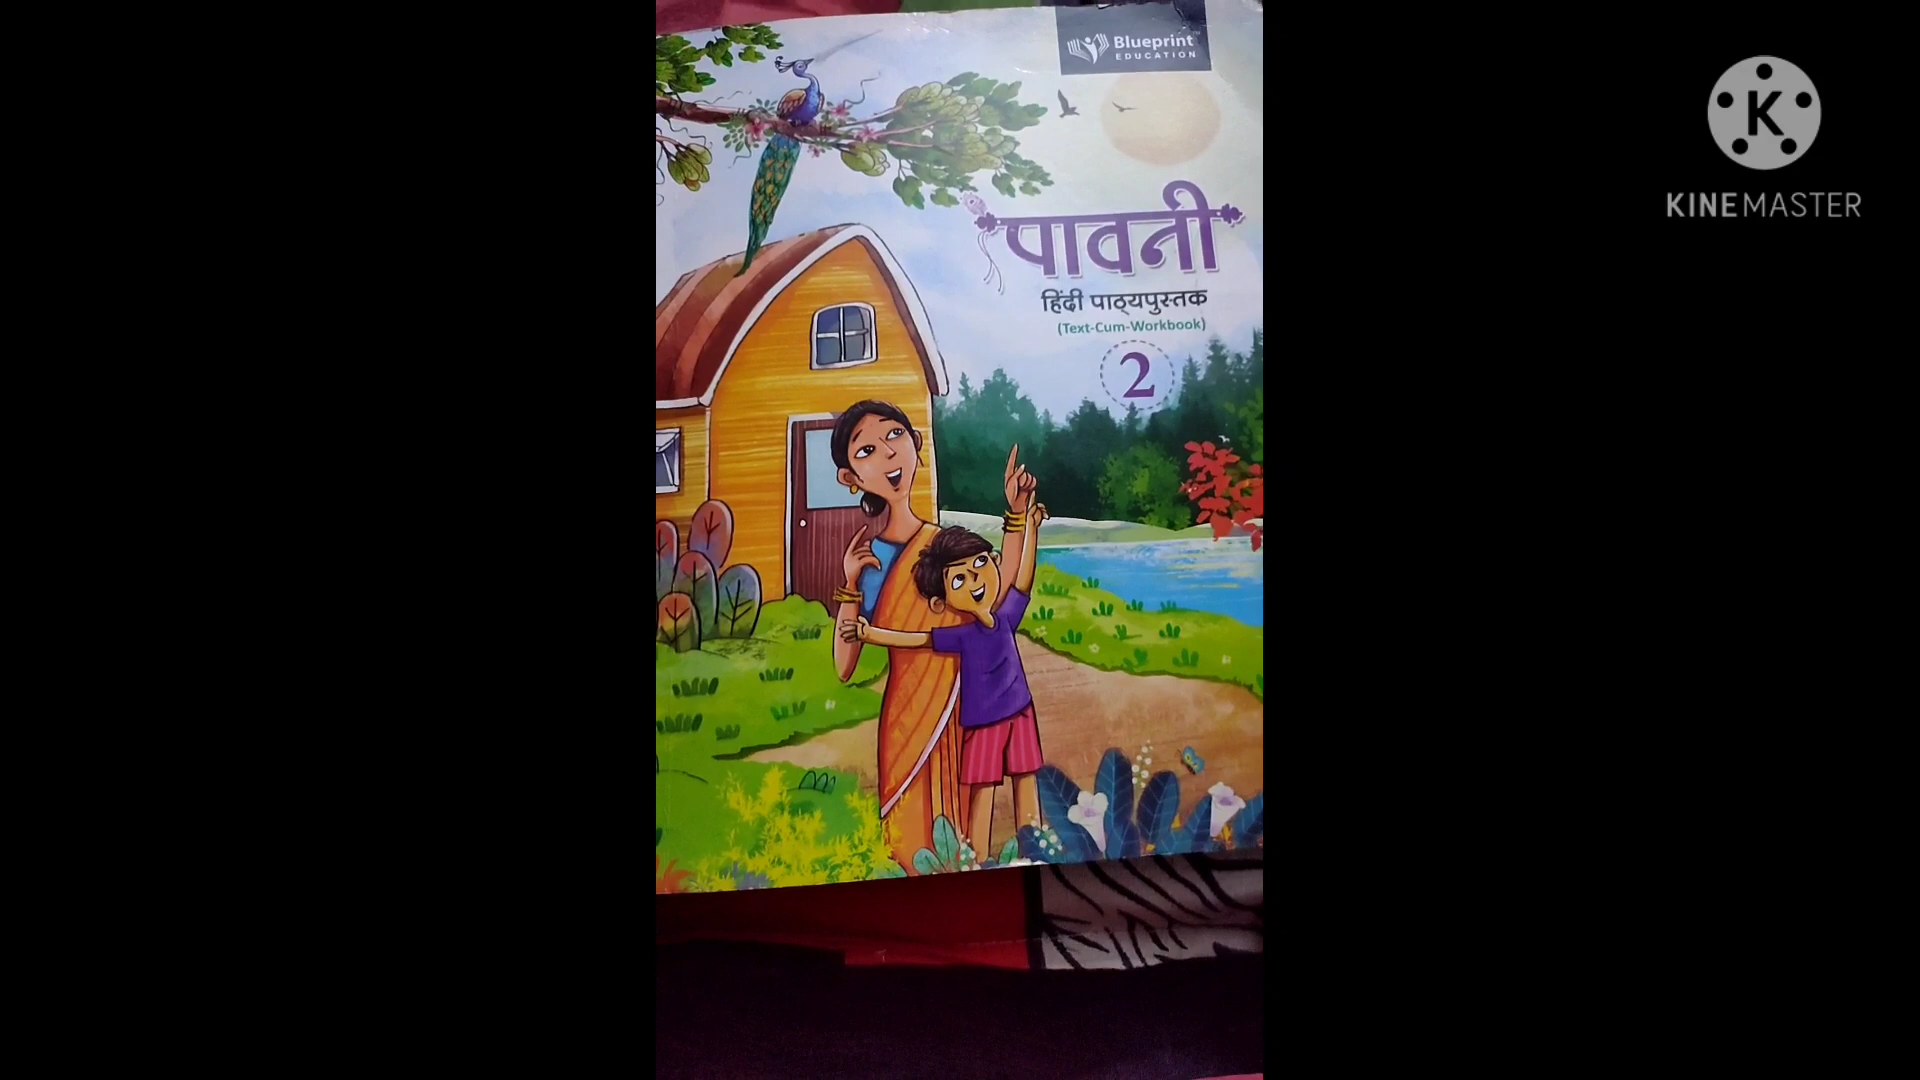 Blueprint
EDUCATION
पावनी
हिंदी पाठ्यपुस्तक
(Text-Cum-Workbook)
2
K
KINEMASTER